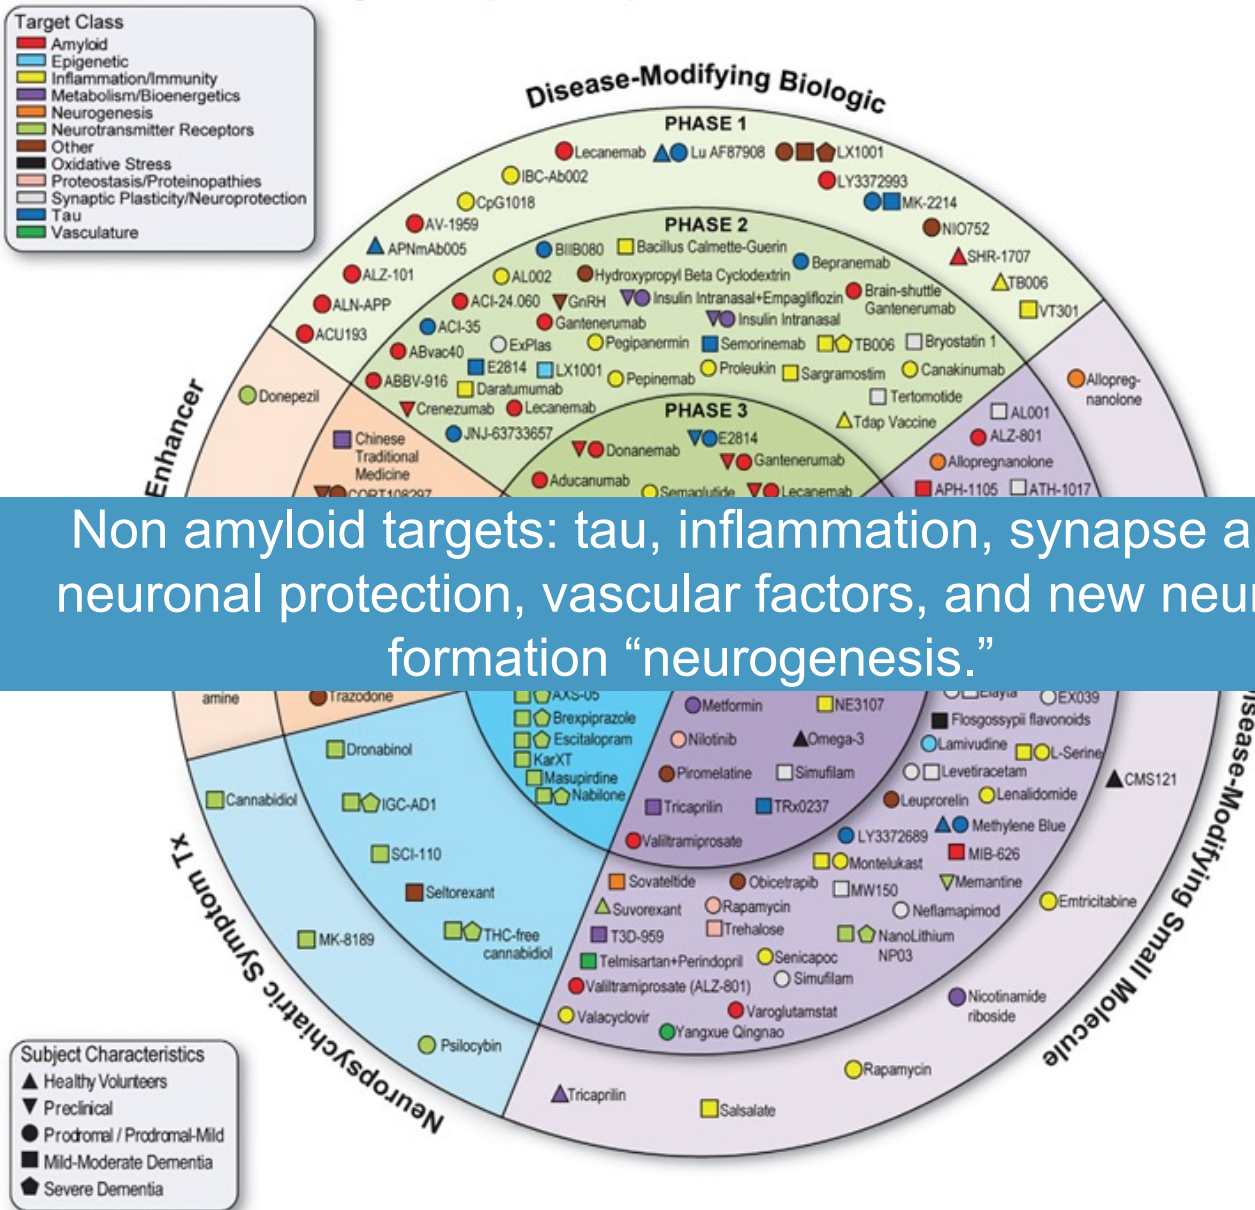 Target Class
Amyloid
Epigenetic
Inflammation/Immunity
Metabolism/Bioenergetics
Neurogenesis
Neurotransmitter Receptors
Other
Oxidative Stress
Proteostasis/Proteinopathies
Synaptic Plasticity/Neuroprotection
Tau
Vasculature
Disease-Modifying Biologic
PHASE 1
Lecanemab
Lu AF87908
LX1001
IBC-Ab002
LY3372993
CpG1018
MK-2214
AV-1959
NIO752
APNmAb005
SHR-1707
ALZ-101
TB006
ALN-APP
VT301
ACU193
PHASE 2
BIIB080
Bacillus Calmette-Guerin
Bepranemab
AL002
Hydroxypropyl Beta Cyclodextrin
ACI-24.060
GnRH
Insulin Intranasal+Empagliflozin
Brain-shuttle
Gantenerumab
ACI-35
Gantenerumab
Insulin Intranasal
ABvac40
ExPlas
Pegipanermin
Semorinemab
TB006
Bryostatin 1
E2814
LX1001
Pepinemab
Proleukin
Sargramostim
Canakinumab
ABBV-916
Daratumumab
Tertomotide
Crenezumab
Lecanemab
Tdap Vaccine
JNJ-63733657
PHASE 3
Donanemab
E2814
Gantenerumab
Aducanumab
Semaglutide
Lecanemab
Enhancer
Donepezil
Chinese
Traditional
Medicine
CORT108297
Allopreg-
nanolone
AL001
ALZ-801
Allopregnanolone
APH-1105
ATH-1017
Non amyloid targets: tau, inflammation, synapse a
neuronal protection, vascular factors, and new neur
formation “neurogenesis.”
amine
Trazodone
AXS-05
Brexpiprazole
Escitalopram
KarXT
Masupirdine
Nabilone
Metformin
NE3107
Nilotinib
Omega-3
Piromelatine
Simufilam
Tricaprilin
TRx0237
Valiltramiprosate
Elayta
EX039
Flosgossypii flavonoids
Lamivudine
L-Serine
Levetiracetam
Leuprorelin
Lenalidomide
CMS121
LY3372689
Methylene Blue
Montelukast
MIB-626
MW150
Memantine
Neflamapimod
Emtricitabine
NanoLithium
NP03
Dronabinol
Cannabidiol
IGC-AD1
SCI-110
Seltorexant
MK-8189
THC-free
cannabidiol
Psilocybin
Neuropsychiatric Symptom Tx
Sovateltide
Obicetrapib
Suvorexant
Rapamycin
T3D-959
Trehalose
Telmisartan+Perindopril
Senicapoc
Simufilam
Valiltramiprosate (ALZ-801)
Valacyclovir
Varoglutamstat
Yangxue Qingnao
Nicotinamide
riboside
Rapamycin
Tricaprilin
Salsalate
isease-Modifying Small Molecule
Subject Characteristics
Healthy Volunteers
Preclinical
Prodromal / Prodromal-Mild
Mild-Moderate Dementia
Severe Dementia